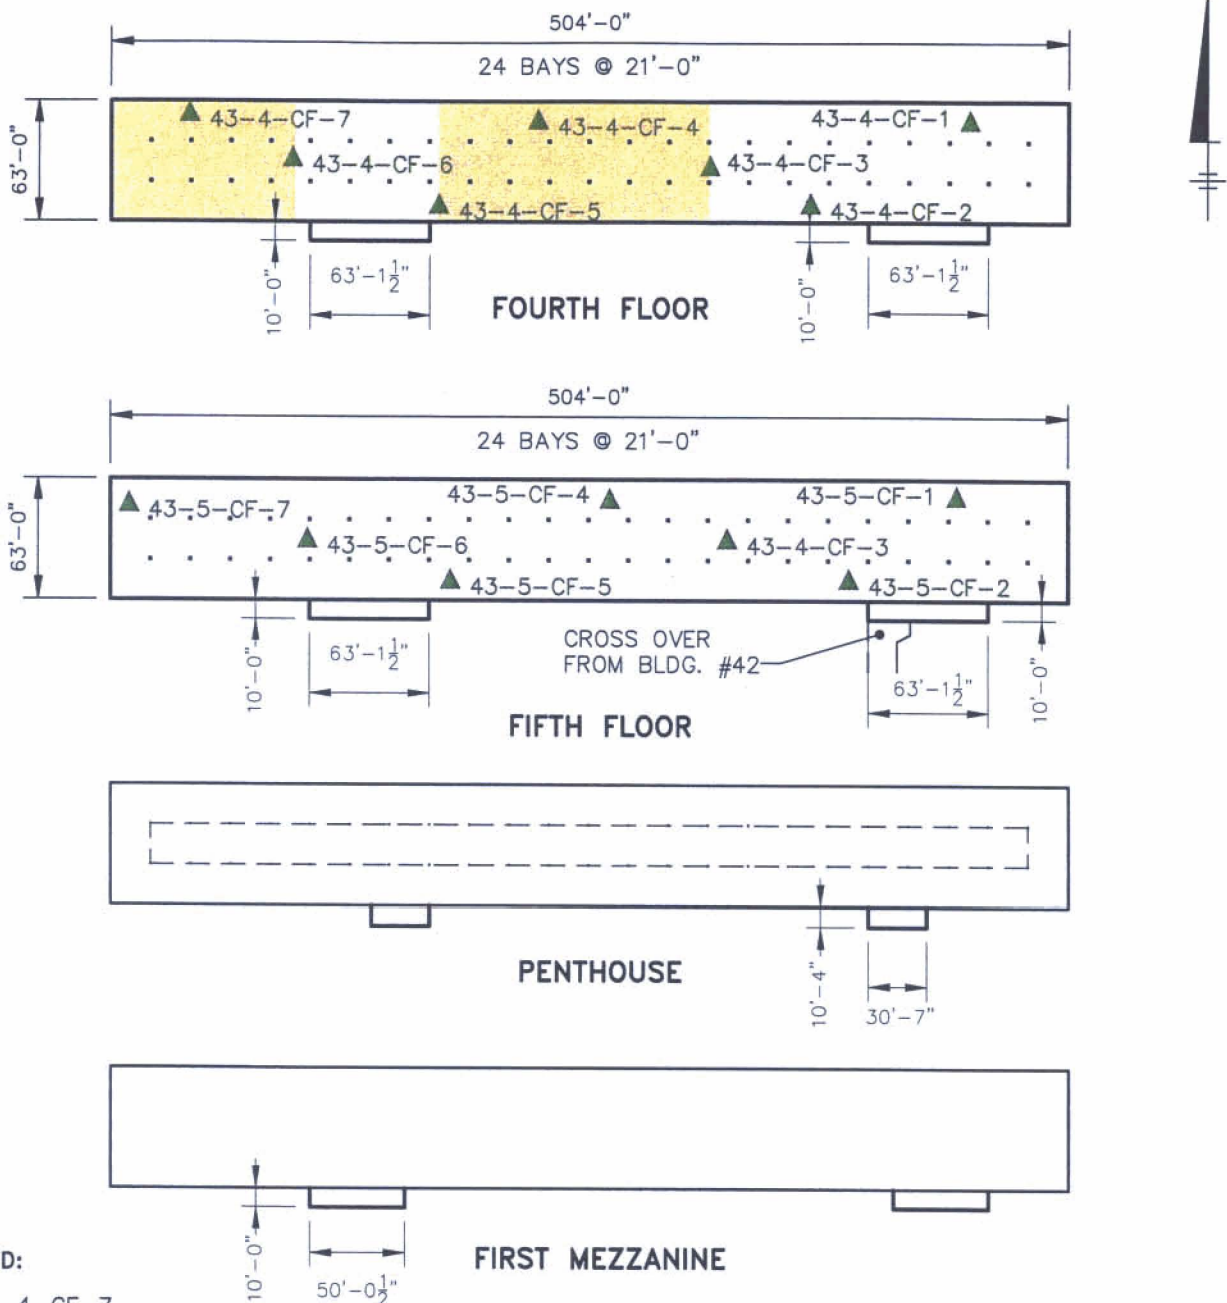 504'-0"
24 BAYS @ 21'-0"
63'-0"
43-4-CF-7
43-4-CF-4
43-4-CF-1
43-4-CF-6
43-4-CF-3
43-4-CF-5
43-4-CF-2
10'-0"
63'-1½"
10'-0"
63'-1½"
FOURTH FLOOR
504'-0"
24 BAYS @ 21'-0"
63'-0"
43-5-CF-7
43-5-CF-4
43-5-CF-1
43-5-CF-6
43-4-CF-3
43-5-CF-5
43-5-CF-2
10'-0"
63'-1½"
CROSS OVER
FROM BLDG. #42
63'-1½"
10'-0"
FIFTH FLOOR
PENTHOUSE
10'-4"
30'-7"
10'-0"
50'-0½"
FIRST MEZZANINE
D: